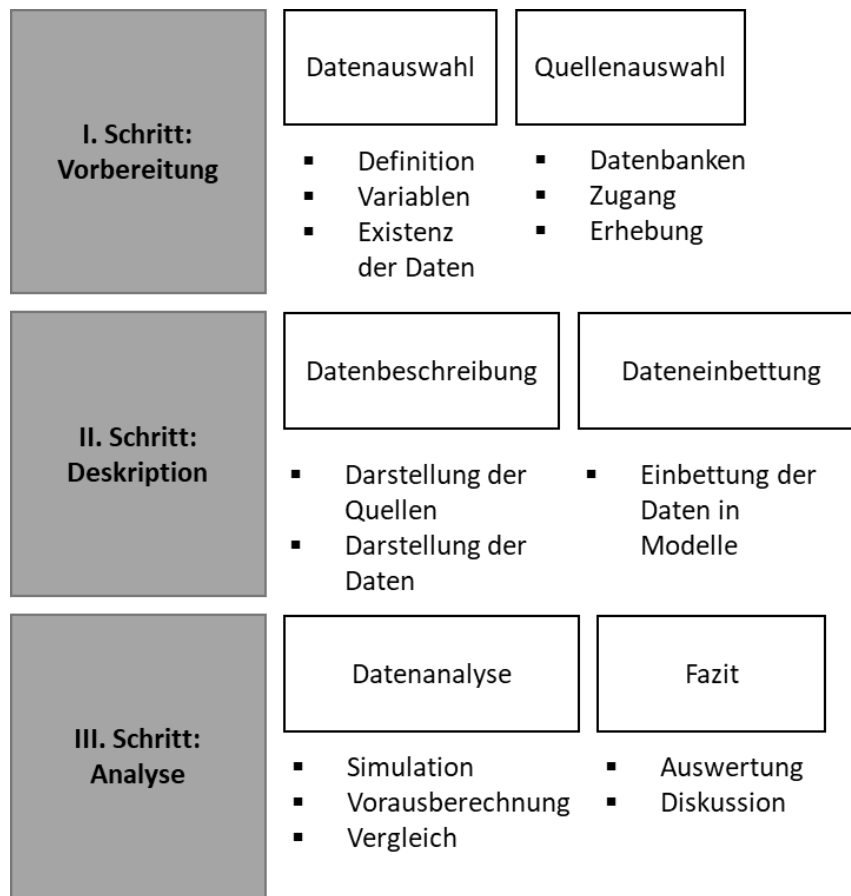 I. Schritt:
Vorbereitung
Datenauswahl
Quellenauswahl
▪ Definition
▪ Variablen
▪ Existenz
der Daten
▪ Datenbanken
▪ Zugang
▪ Erhebung
II. Schritt:
Deskription
Datenbeschreibung
Dateneinbettung
▪ Darstellung der
Quellen
▪ Darstellung der
Daten
▪ Einbettung der
Daten in
Modelle
III. Schritt:
Analyse
Datenanalyse
Fazit
▪ Simulation
▪ Vorausberechnung
▪ Vergleich
▪ Auswertung
▪ Diskussion